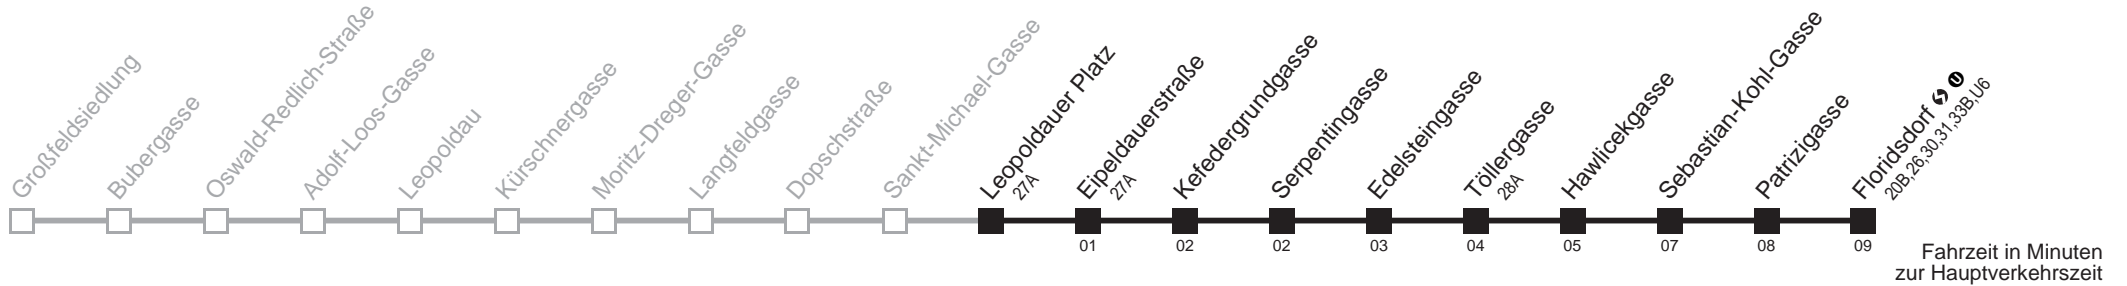 Großfeldsiedlung
Bubergasse
Oswald-Redlich-Straße
Adolf-Loos-Gasse
Leopoldau
Kürschnergasse
Moritz-Dreger-Gasse
Langfeldgasse
Dopschstraße
Sankt-Michael-Gasse
Leopoldauer Platz
27A
Eipeldauerstraße
27A
Kefedergrundgasse
Serpentingasse
Edelsteingasse
Töllergasse
28A
Hawlicekgasse
Sebastian-Kohl-Gasse
Patrizigasse
Floridsdorf S U
20B,26,30,31,33B,U6
01 02 02 03 04 05 07 08 09
Fahrzeit in Minuten
zur Hauptverkehrszeit